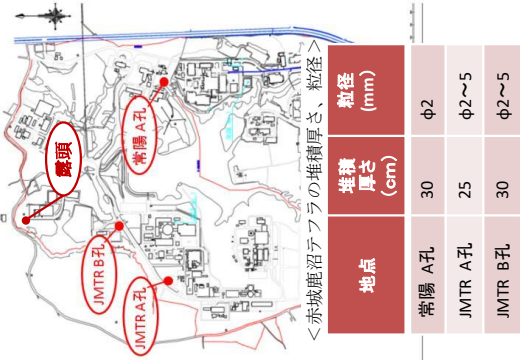 露頭
常陽 A孔
JMTR B孔
JMTR A孔
＜赤城鹿沼テフラの堆積厚さ、粒径＞
地点 堆積厚さ（cm） 粒径（mm）
常陽 A孔 30 φ2
JMTR A孔 25 φ2～5
JMTR B孔 30 φ2～5